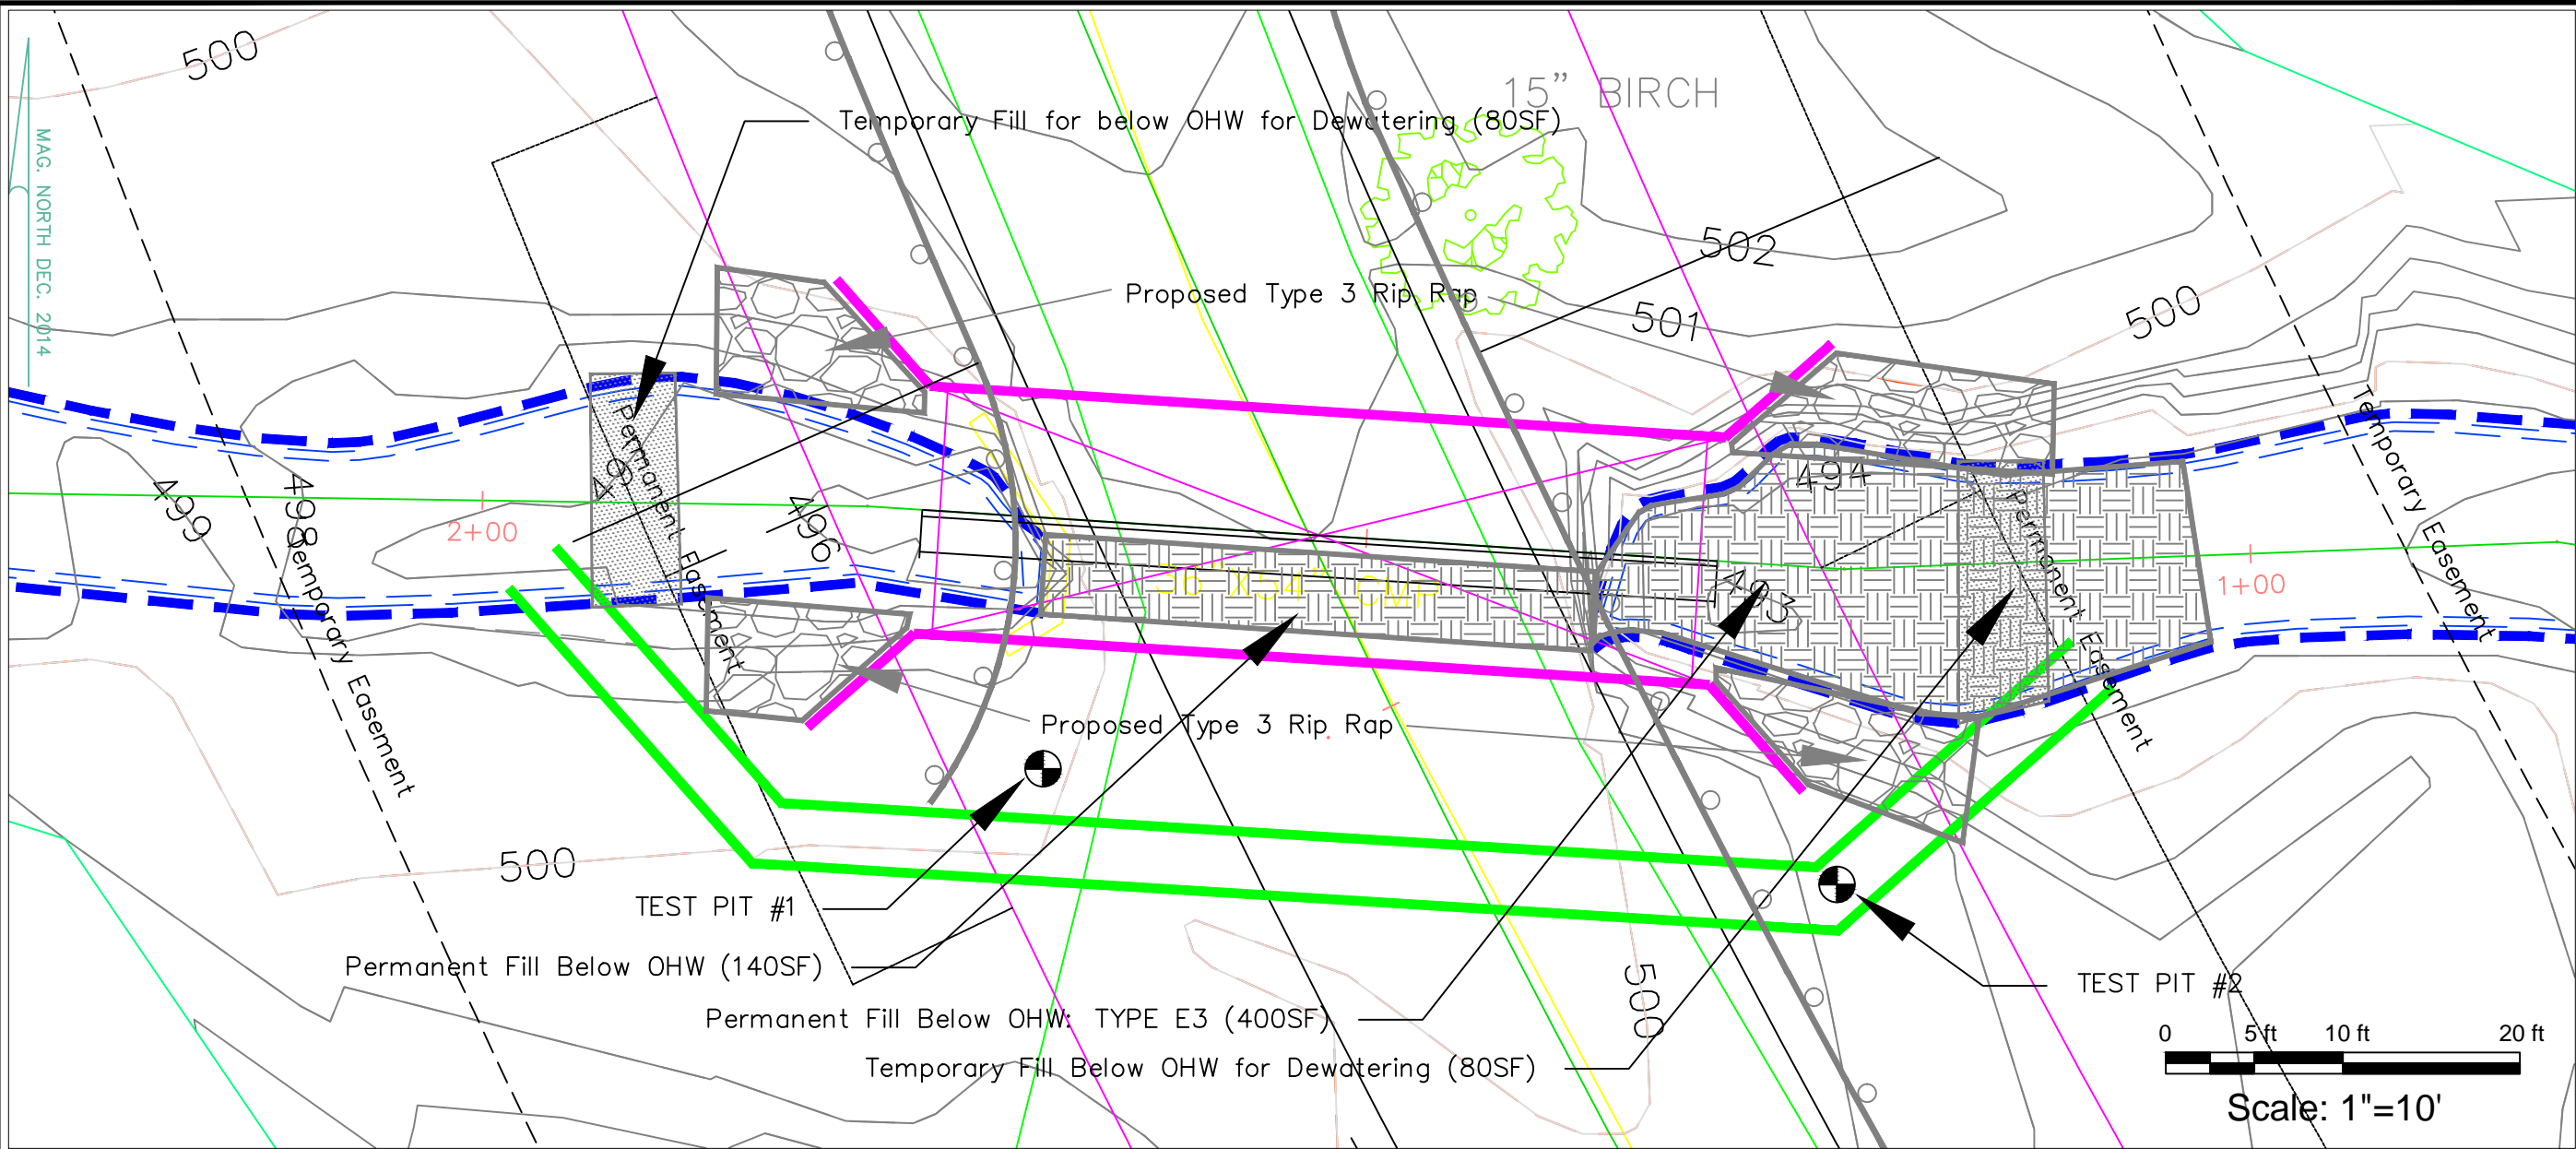 500
15” BIRCH
Temporary Fill for below OHW for Dewatering (80SF)
MAG. NORTH DEC. 2014
502
Proposed Type 3 Rip Rap
501
500
Permanent Easement
Temporary Easement
499
498
Temporary Easement
2+00
496
494
Permanent Easement
493
1+00
36"X54" CMP
Proposed Type 3 Rip Rap
500
TEST PIT #1
Permanent Fill Below OHW (140SF)
500
TEST PIT #2
Permanent Fill Below OHW: TYPE E3 (400SF)
Temporary Fill Below OHW for Dewatering (80SF)
0 5 ft 10 ft 20 ft
Scale: 1"=10'